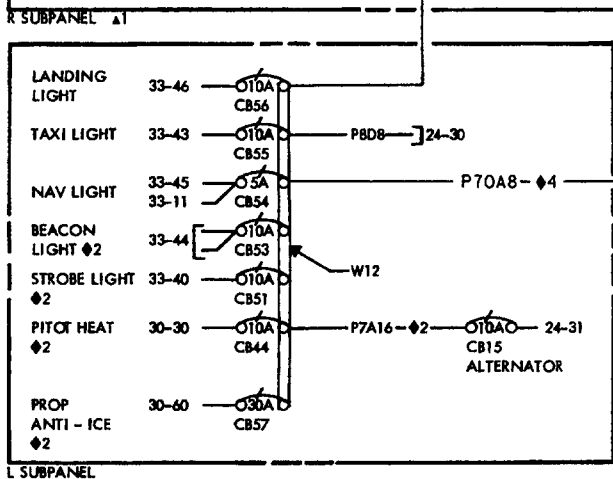 R SUBPANEL ▲1
LANDING
LIGHT
33-46
10A
CB56
TAXI LIGHT
33-43
10A
CB55
P8D8
24-30
NAV LIGHT
33-45
33-11
5A
CB54
P70A8-◆4
BEACON
LIGHT ◆2
33-44
10A
CB53
W12
STROBE LIGHT
◆2
33-40
10A
CB51
PITOT HEAT
◆2
30-30
10A
CB44
P7A16-◆2
10A
24-31
CB15
ALTERNATOR
PROP
ANTI - ICE
◆2
30-60
30A
CB57
L SUBPANEL